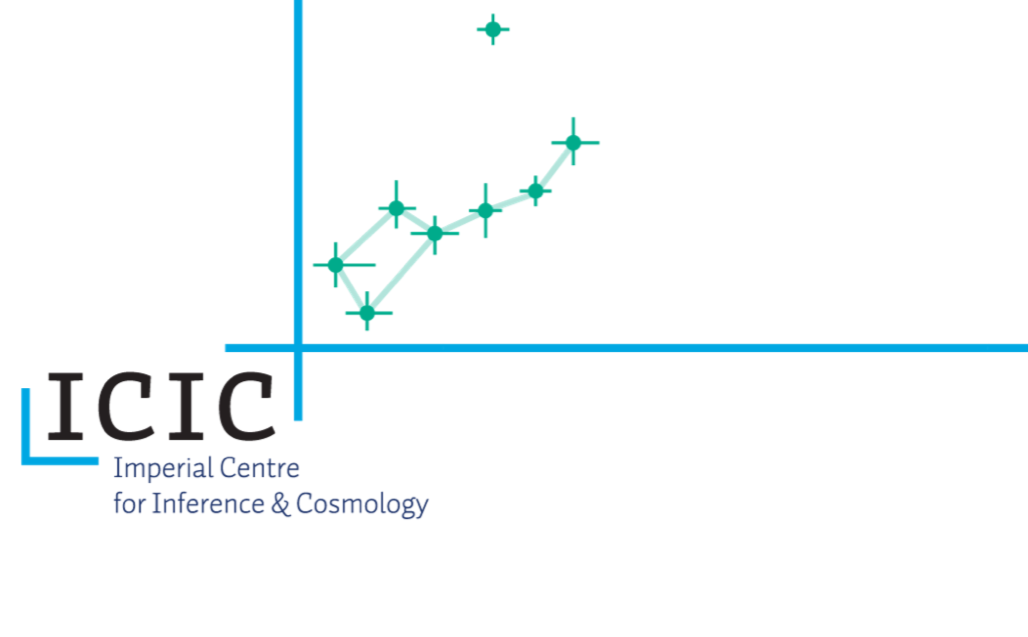 ICIC
Imperial Centre
for Inference & Cosmology